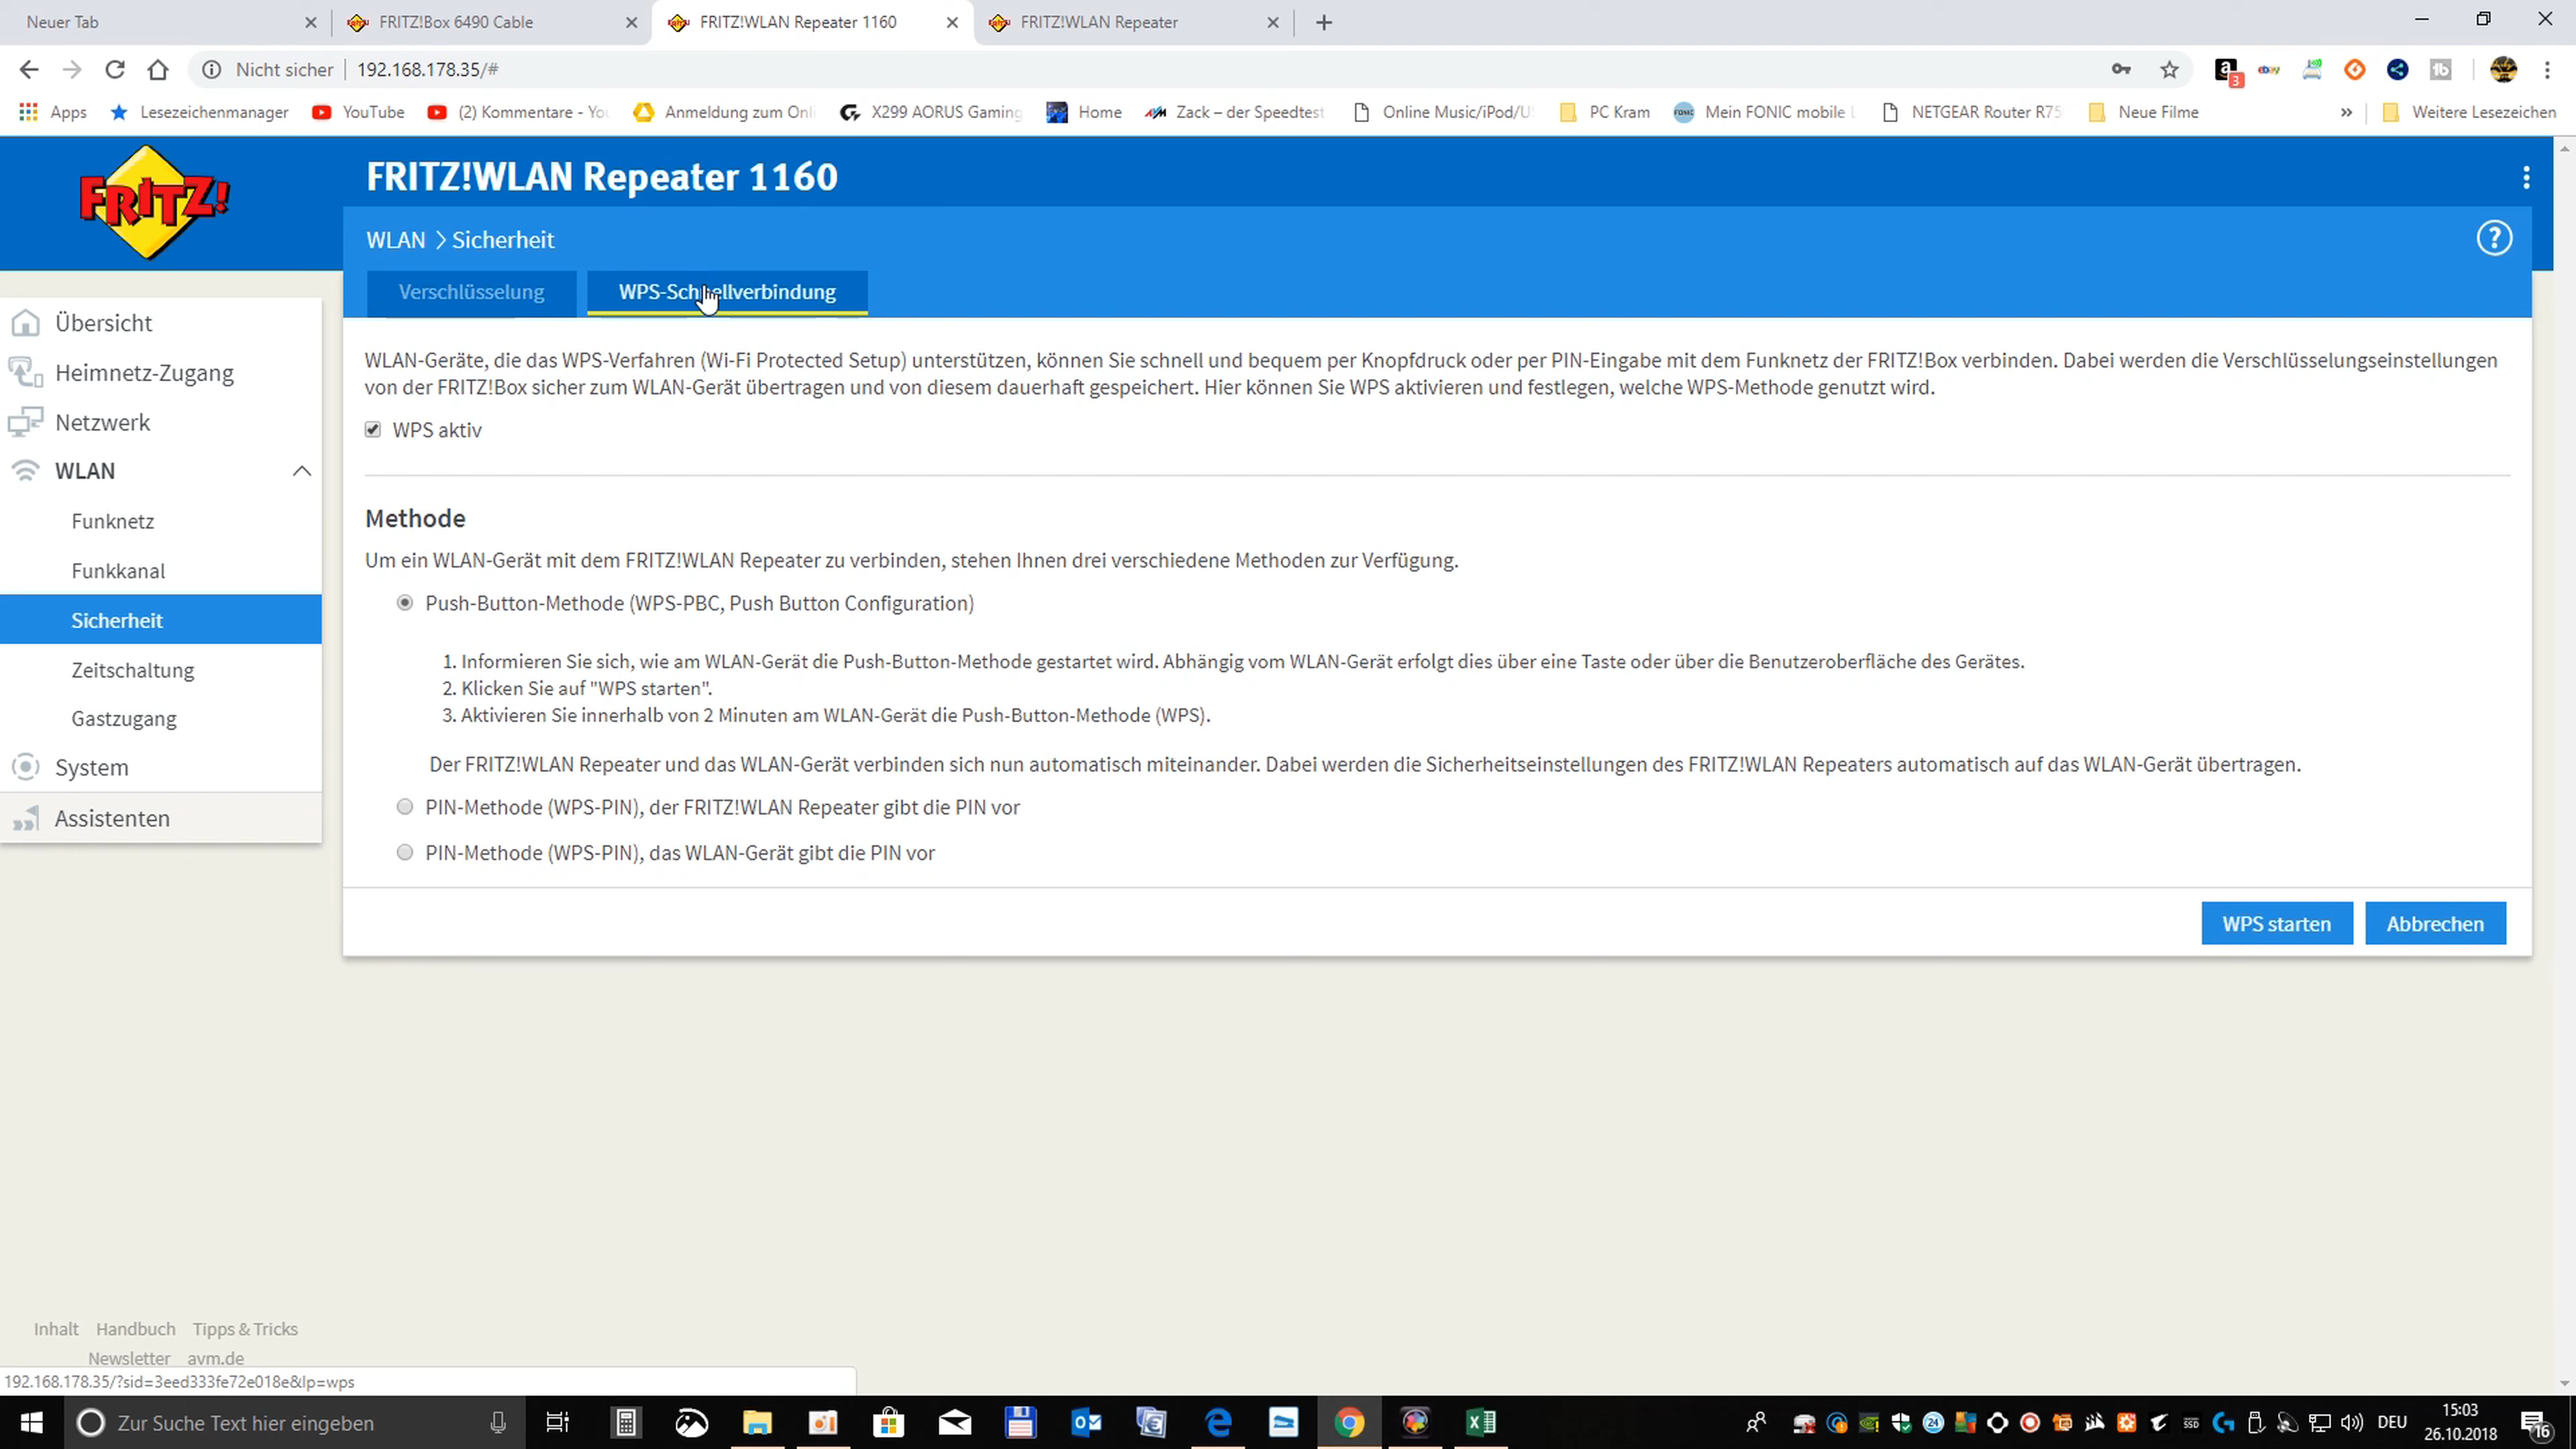 Neuer Tab
FRITZ!Box 6490 Cable
FRITZ!WLAN Repeater 1160
FRITZ!WLAN Repeater
Nicht sicher
192.168.178.35/#
3
Apps
Lesezeichenmanager
YouTube
(2) Kommentare - You
Anmeldung zum Onli
X299 AORUS Gaming
Home
Zack – der Speedtest
Online Music/iPod/U
PC Kram
FONIC
Mein FONIC mobile
NETGEAR Router R75
Neue Filme
»
Weitere Lesezeichen
FRITZ!
FRITZ!WLAN Repeater 1160
WLAN > Sicherheit
?
Verschlüsselung
WPS-Schnellverbindung
Übersicht
Heimnetz-Zugang
Netzwerk
WLAN
Funknetz
Funkkanal
Sicherheit
Zeitschaltung
Gastzugang
System
Assistenten
WLAN-Geräte, die das WPS-Verfahren (Wi-Fi Protected Setup) unterstützen, können Sie schnell und bequem per Knopfdruck oder per PIN-Eingabe mit dem Funknetz der FRITZ!Box verbinden. Dabei werden die Verschlüsselungseinstellungen
von der FRITZ!Box sicher zum WLAN-Gerät übertragen und von diesem dauerhaft gespeichert. Hier können Sie WPS aktivieren und festlegen, welche WPS-Methode genutzt wird.
WPS aktiv
Methode
Um ein WLAN-Gerät mit dem FRITZ!WLAN Repeater zu verbinden, stehen Ihnen drei verschiedene Methoden zur Verfügung.
Push-Button-Methode (WPS-PBC, Push Button Configuration)
1. Informieren Sie sich, wie am WLAN-Gerät die Push-Button-Methode gestartet wird. Abhängig vom WLAN-Gerät erfolgt dies über eine Taste oder über die Benutzeroberfläche des Gerätes.
2. Klicken Sie auf "WPS starten".
3. Aktivieren Sie innerhalb von 2 Minuten am WLAN-Gerät die Push-Button-Methode (WPS).
Der FRITZ!WLAN Repeater und das WLAN-Gerät verbinden sich nun automatisch miteinander. Dabei werden die Sicherheitseinstellungen des FRITZ!WLAN Repeaters automatisch auf das WLAN-Gerät übertragen.
PIN-Methode (WPS-PIN), der FRITZ!WLAN Repeater gibt die PIN vor
PIN-Methode (WPS-PIN), das WLAN-Gerät gibt die PIN vor
WPS starten
Abbrechen
Inhalt Handbuch Tipps & Tricks
Newsletter avm.de
192.168.178.35/?sid=3eed333fe72e018e&lp=wps
Zur Suche Text hier eingeben
24
SSD
DEU
15:03
26.10.2018
16